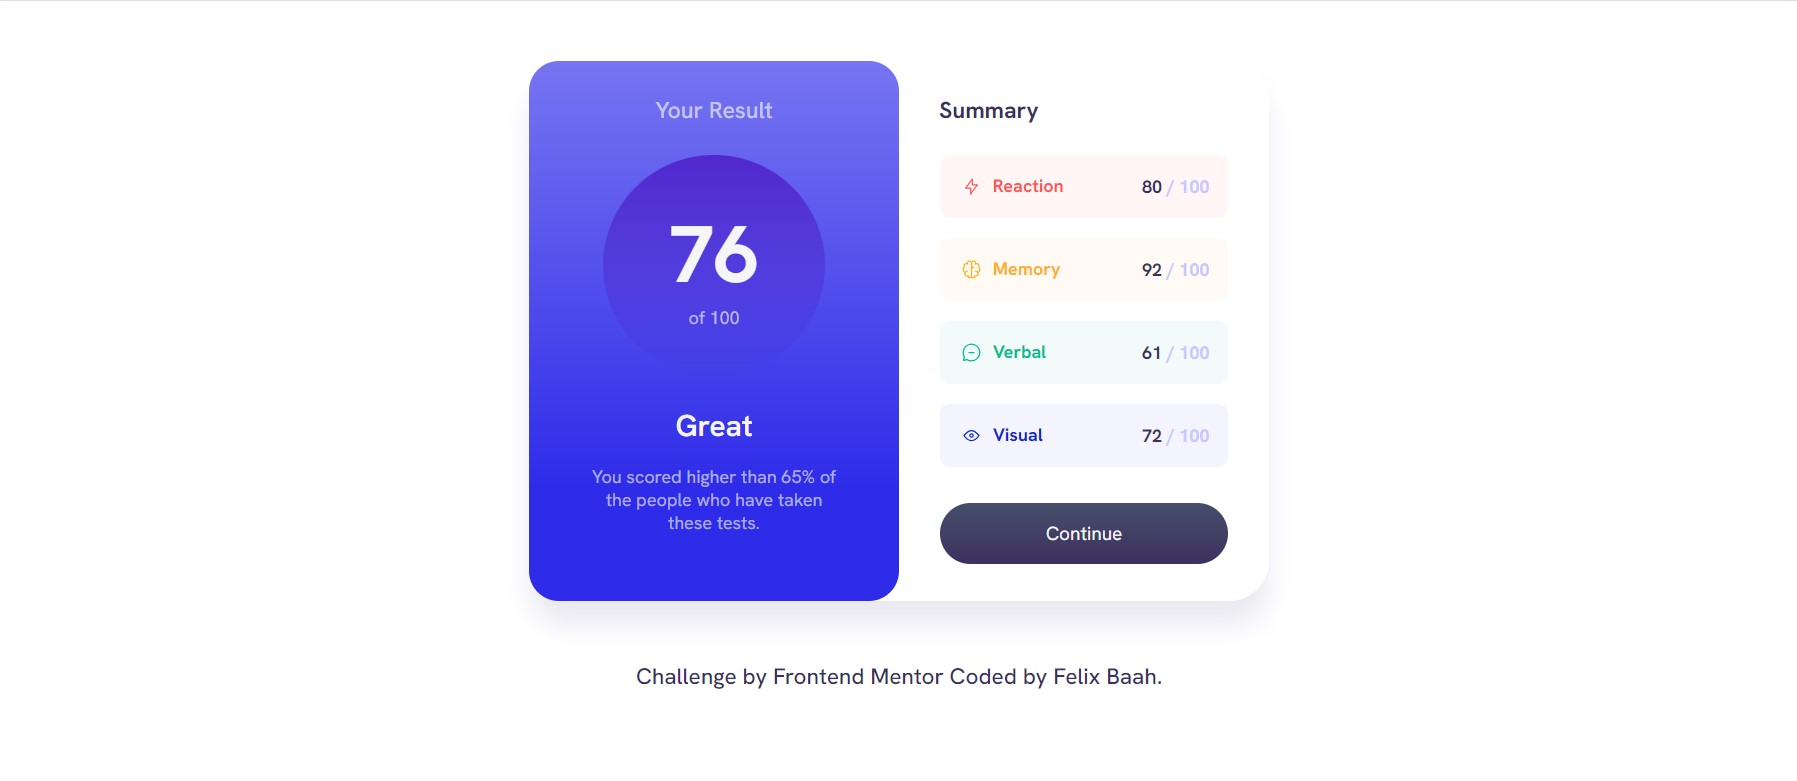 Your Result
76
of 100
Great
You scored higher than 65% of
the people who have taken
these tests.
Summary
Reaction 80 / 100
Memory 92 / 100
Verbal 61 / 100
Visual 72 / 100
Continue
Challenge by Frontend Mentor Coded by Felix Baah.